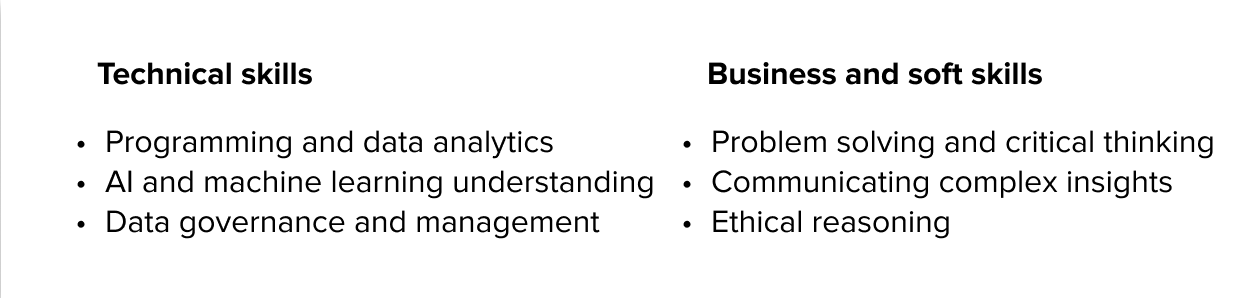 Technical skills
• Programming and data analytics
• AI and machine learning understanding
• Data governance and management
Business and soft skills
• Problem solving and critical thinking
• Communicating complex insights
• Ethical reasoning